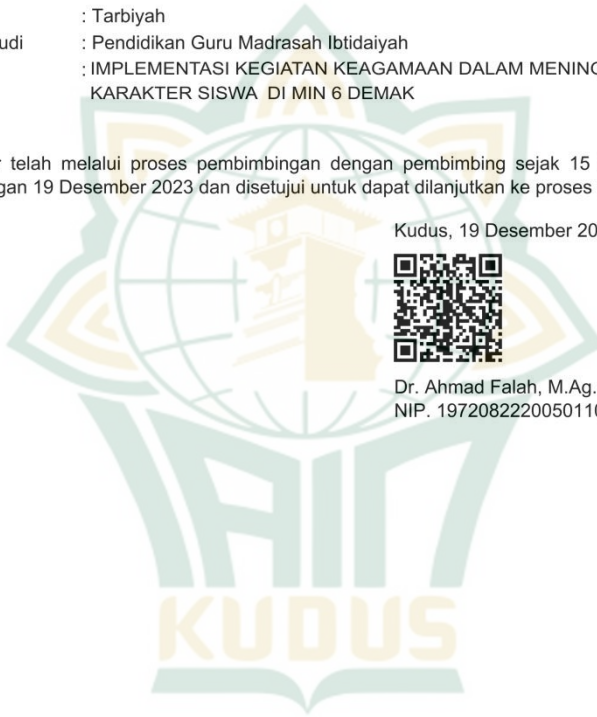 : Tarbiyah
udi : Pendidikan Guru Madrasah Ibtidaiyah
: IMPLEMENTASI KEGIATAN KEAGAMAAN DALAM MENING
KARAKTER SISWA DI MIN 6 DEMAK
telah melalui proses pembimbingan dengan pembimbing sejak 15
gan 19 Desember 2023 dan disetujui untuk dapat dilanjutkan ke proses
Kudus, 19 Desember 20
Dr. Ahmad Falah, M.Ag.
NIP. 1972082220050110
IAIN
KUDUS